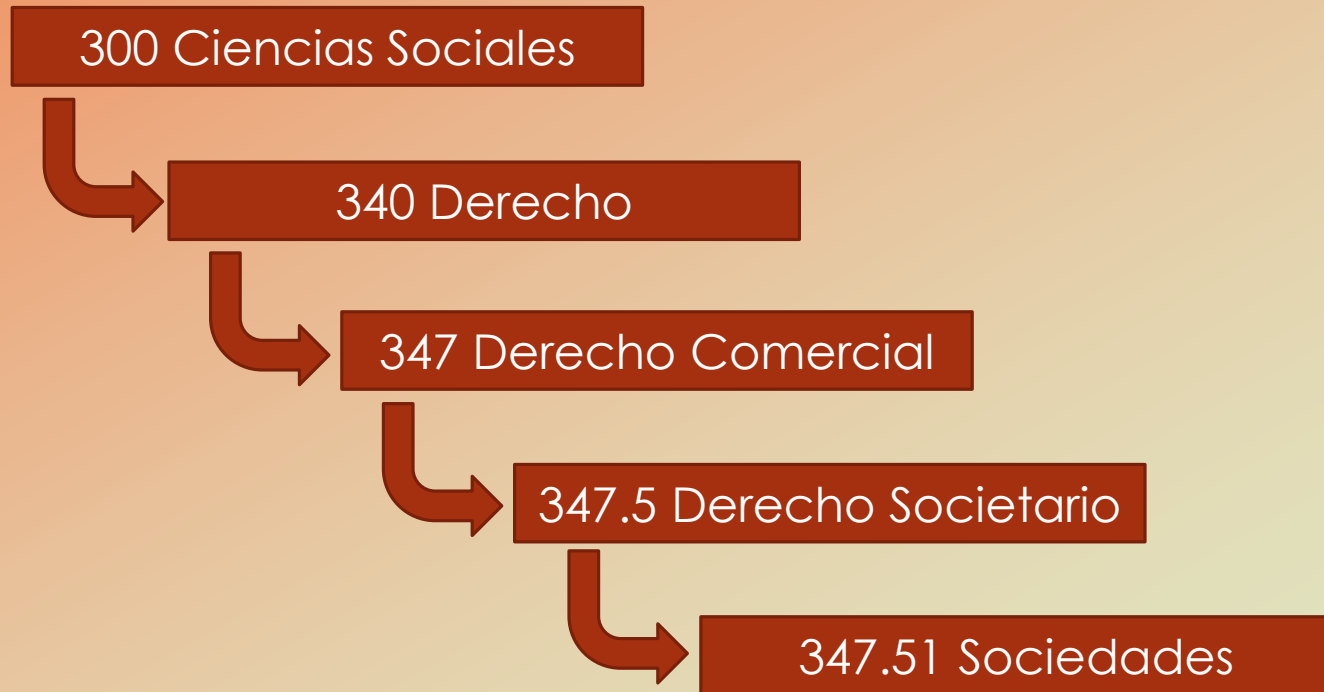 300 Ciencias Sociales
340 Derecho
347 Derecho Comercial
347.5 Derecho Societario
347.51 Sociedades